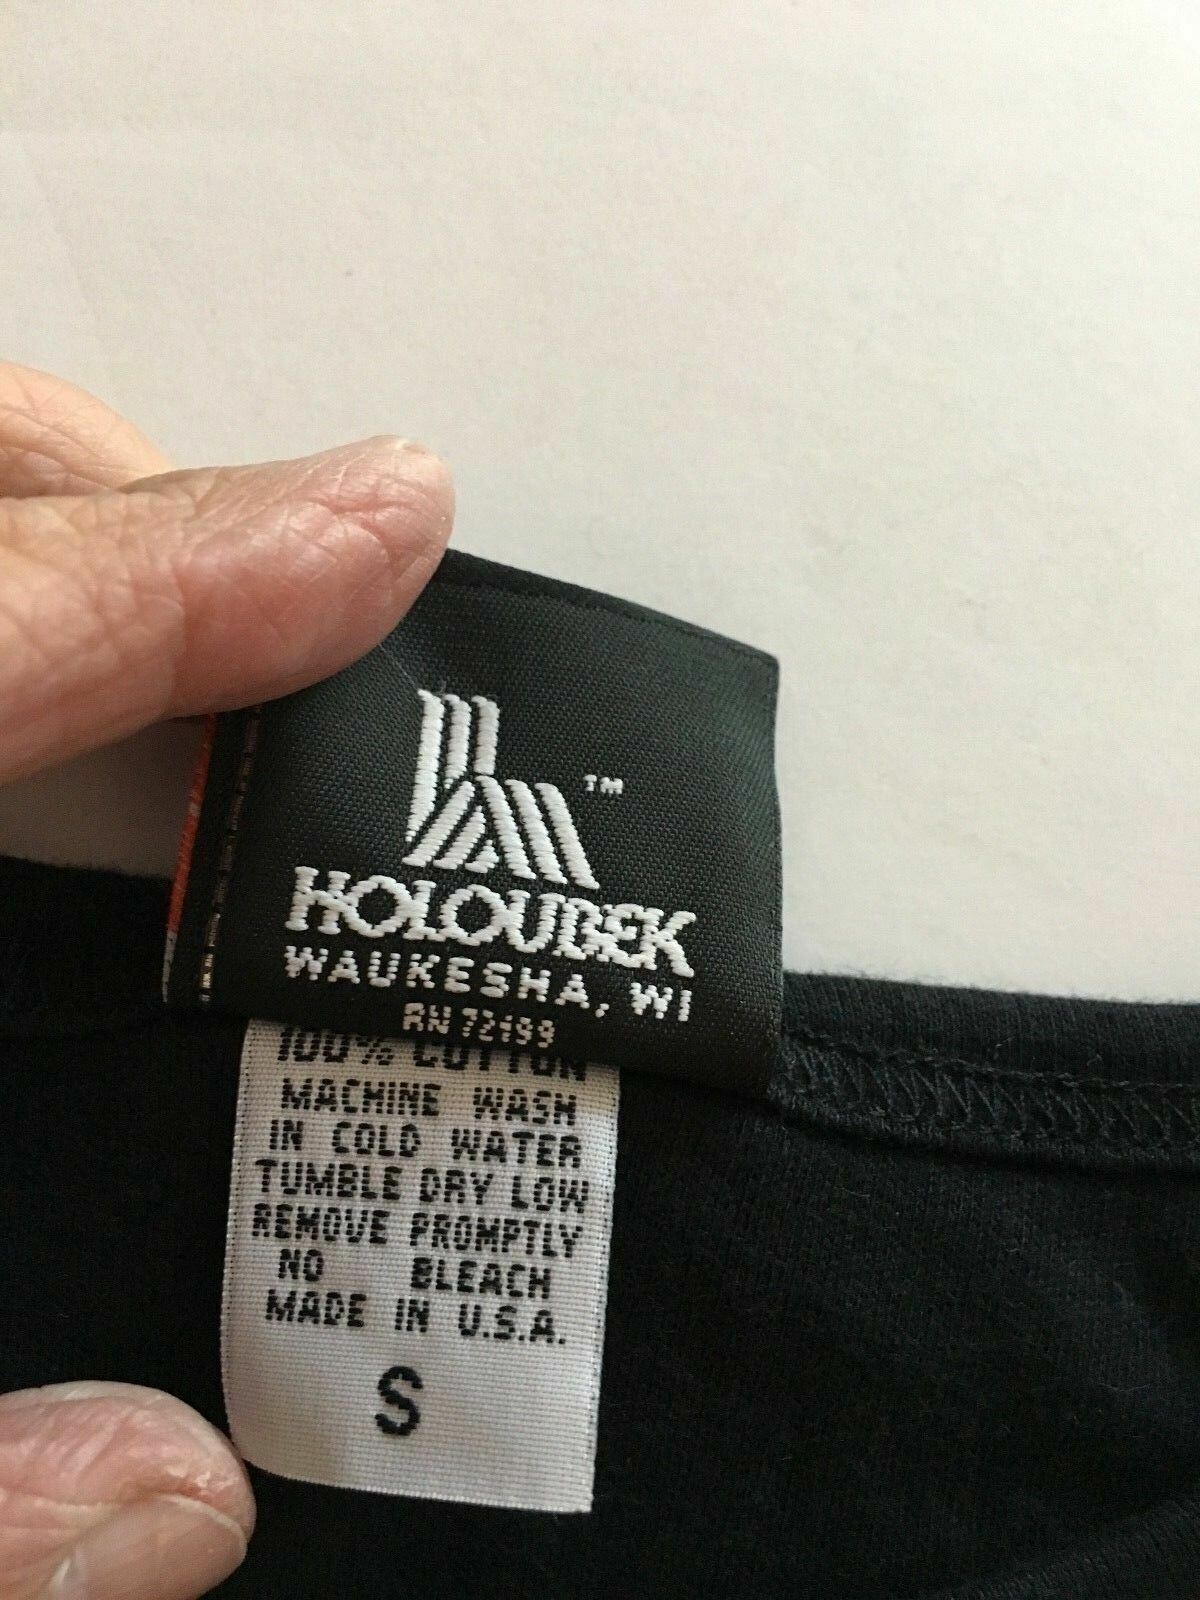 TM
HOLOUBEK
WAUKESHA, WI
RN 72199
100% COTTON
MACHINE WASH
IN COLD WATER
TUMBLE DRY LOW
REMOVE PROMPTLY
NO BLEACH
MADE IN U.S.A.
S